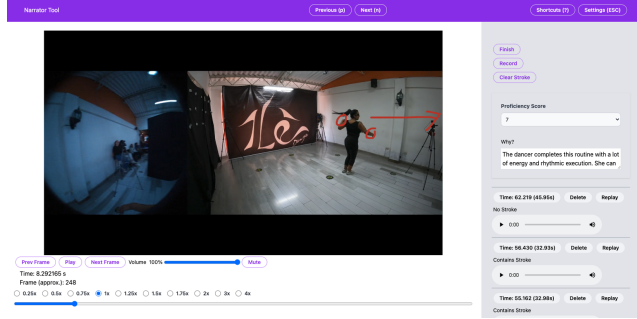 Narrator Tool
Previous (p)
Next (n)
Shortcuts (?)
Settings (ESC)
Finish
Record
Clear Stroke
Proficiency Score
7
Why?
The dancer completes this routine with a lot
of energy and rhythmic execution. She can
Time: 62.219 (45.95s)
Delete
Replay
No Stroke
0:00
Time: 56.430 (32.93s)
Delete
Replay
Contains Stroke
0:00
Time: 55.162 (32.98s)
Delete
Replay
Contains Stroke
1Lè
Prev Frame
Play
Next Frame
Volume 100%
Mute
Time: 8.292165 s
Frame (approx.): 248
0.25x
0.5x
0.75x
1x
1.25x
1.5x
1.75x
2x
3x
4x